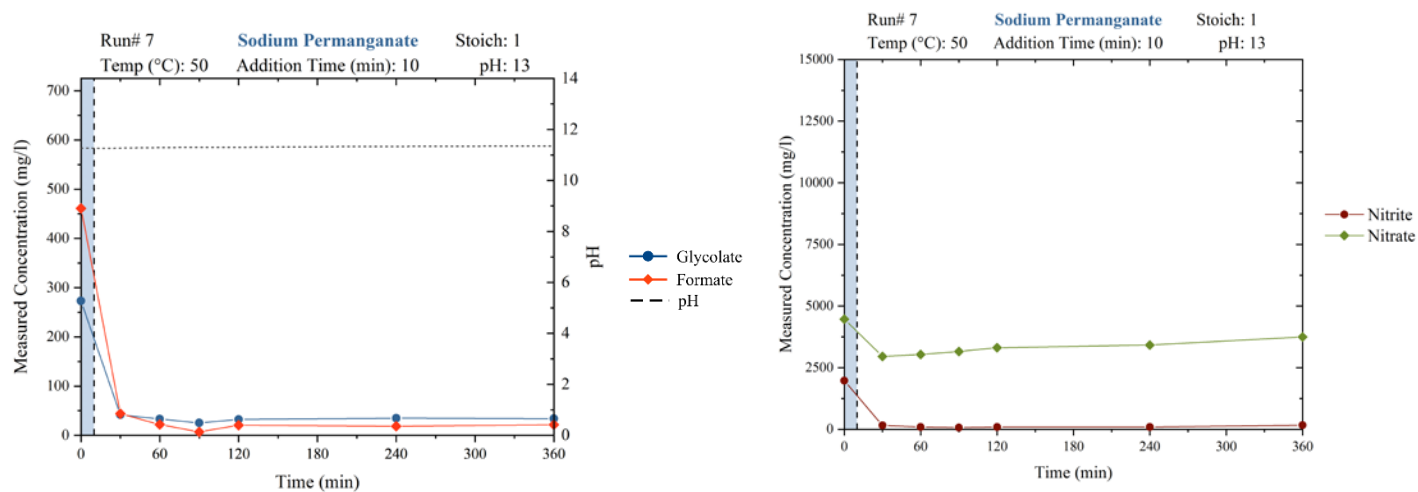 Run# 7 Sodium Permanganate Stoich: 1
Temp (°C): 50 Addition Time (min): 10 pH: 13
Measured Concentration (mg/l)
700
600
500
400
300
200
100
0
0 60 120 180 240 300 360
Time (min)
14
12
10
8
6
4
2
0
pH
Glycolate
Formate
pH
Run# 7 Sodium Permanganate Stoich: 1
Temp (°C): 50 Addition Time (min): 10 pH: 13
Measured Concentration (mg/l)
15000
12500
10000
7500
5000
2500
0
0 60 120 180 240 300 360
Time (min)
Nitrite
Nitrate